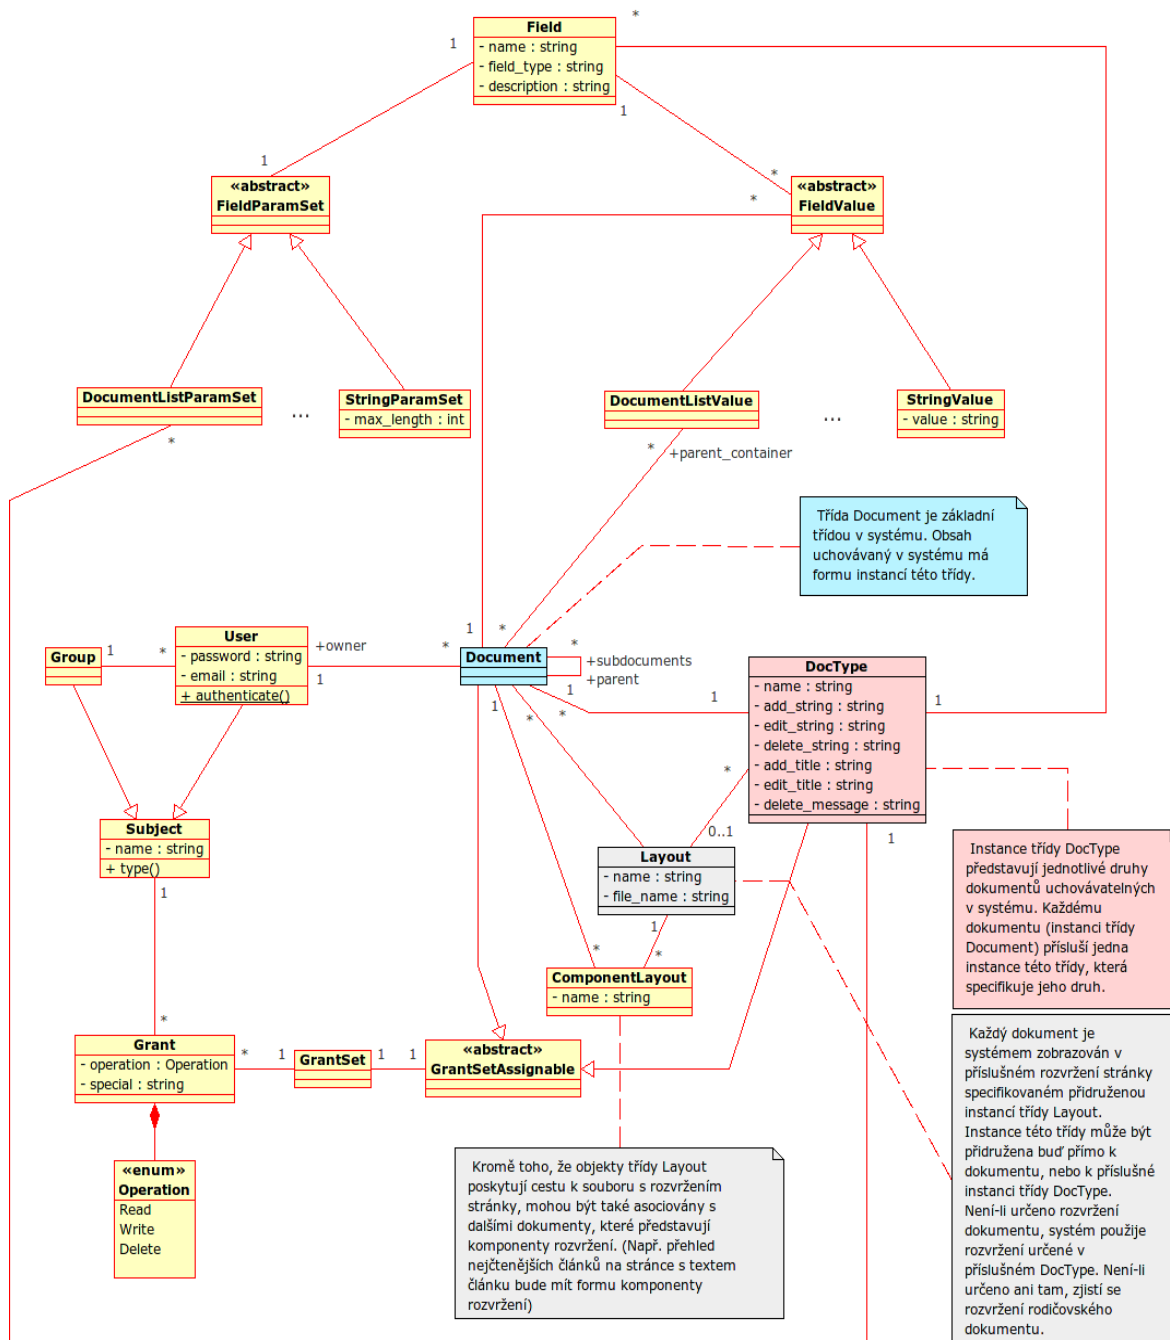 *
Field
1
- name : string
- field_type : string
- description : string
1
1
*
«abstract»
FieldParamSet
«abstract»
FieldValue
*
DocumentListParamSet
...
StringParamSet
- max_length : int
DocumentListValue
...
StringValue
- value : string
*
*
+parent_container
Třída Document je základní
třídou v systému. Obsah
uchovávaný v systému má
formu instancí této třídy.
Group
1
*
User
- password : string
- email : string
+ authenticate()
+owner
1
*
1
*
Document
*
+subdocuments
+parent
1
1
*
*
1
DocType
- name : string
- add_string : string
- edit_string : string
- delete_string : string
- add_title : string
- edit_title : string
- delete_message : string
1
*
0..1
1
Subject
- name : string
+ type()
1
Layout
- name : string
- file_name : string
1
*
*
ComponentLayout
- name : string
Instance třídy DocType
představují jednotlivé druhy
dokumentů uchovávatelných
v systému. Každému
dokumentu (instanci třídy
Document) přísluší jedna
instance této třídy, která
specifikuje jeho druh.
*
Grant
- operation : Operation
- special : string
*
1
GrantSet
1
1
«abstract»
GrantSetAssignable
«enum»
Operation
Read
Write
Delete
Kromě toho, že objekty třídy Layout
poskytují cestu k souboru s rozvržením
stránky, mohou být také asociovány s
dalšími dokumenty, které představují
komponenty rozvržení. (Např. přehled
nejčtenějších článků na stránce s textem
článku bude mít formu komponenty
rozvržení)
Každý dokument je
systémem zobrazován v
příslušném rozvržení stránky
specifikovaném přidruženou
instancí třídy Layout.
Instance této třídy může být
přidružena buď přímo k
dokumentu, nebo k příslušné
instanci třídy DocType.
Není-li určeno rozvržení
dokumentu, systém použije
rozvržení určené v
příslušném DocType. Není-li
určeno ani tam, zjistí se
rozvržení rodičovského
dokumentu.